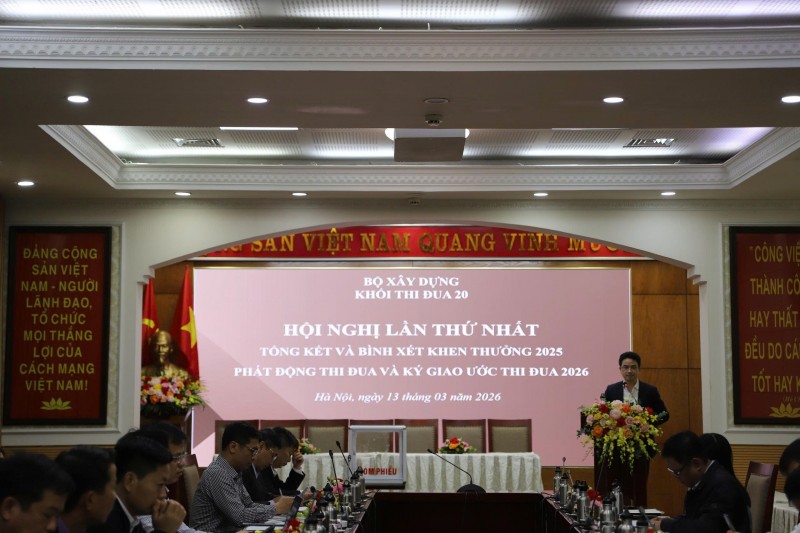 ĐẢNG CỘNG
SẢN VIỆT
NAM - NGƯỜI
LÃNH ĐẠO,
TỔ CHỨC
MỌI THẮNG
LỢI CỦA
CÁCH MẠNG
VIỆT NAM!
SẢN VIỆT NAM QUANG VINH
BỘ XÂY DỰNG
KHỐI THI ĐUA 20
HỘI NGHỊ LẦN THỨ NHẤT
TỔNG KẾT VÀ BÌNH XÉT KHEN THƯỞNG 2025
PHÁT ĐỘNG THI ĐUA VÀ KÝ GIAO ƯỚC THI ĐUA 2026
Hà Nội, ngày 13 tháng 03 năm 2026
"CÔNG VIỆ
THÀNH CÔ
HAY THẤT
ĐỀU DO CÁ
TỐT HAY K
PHIẾU